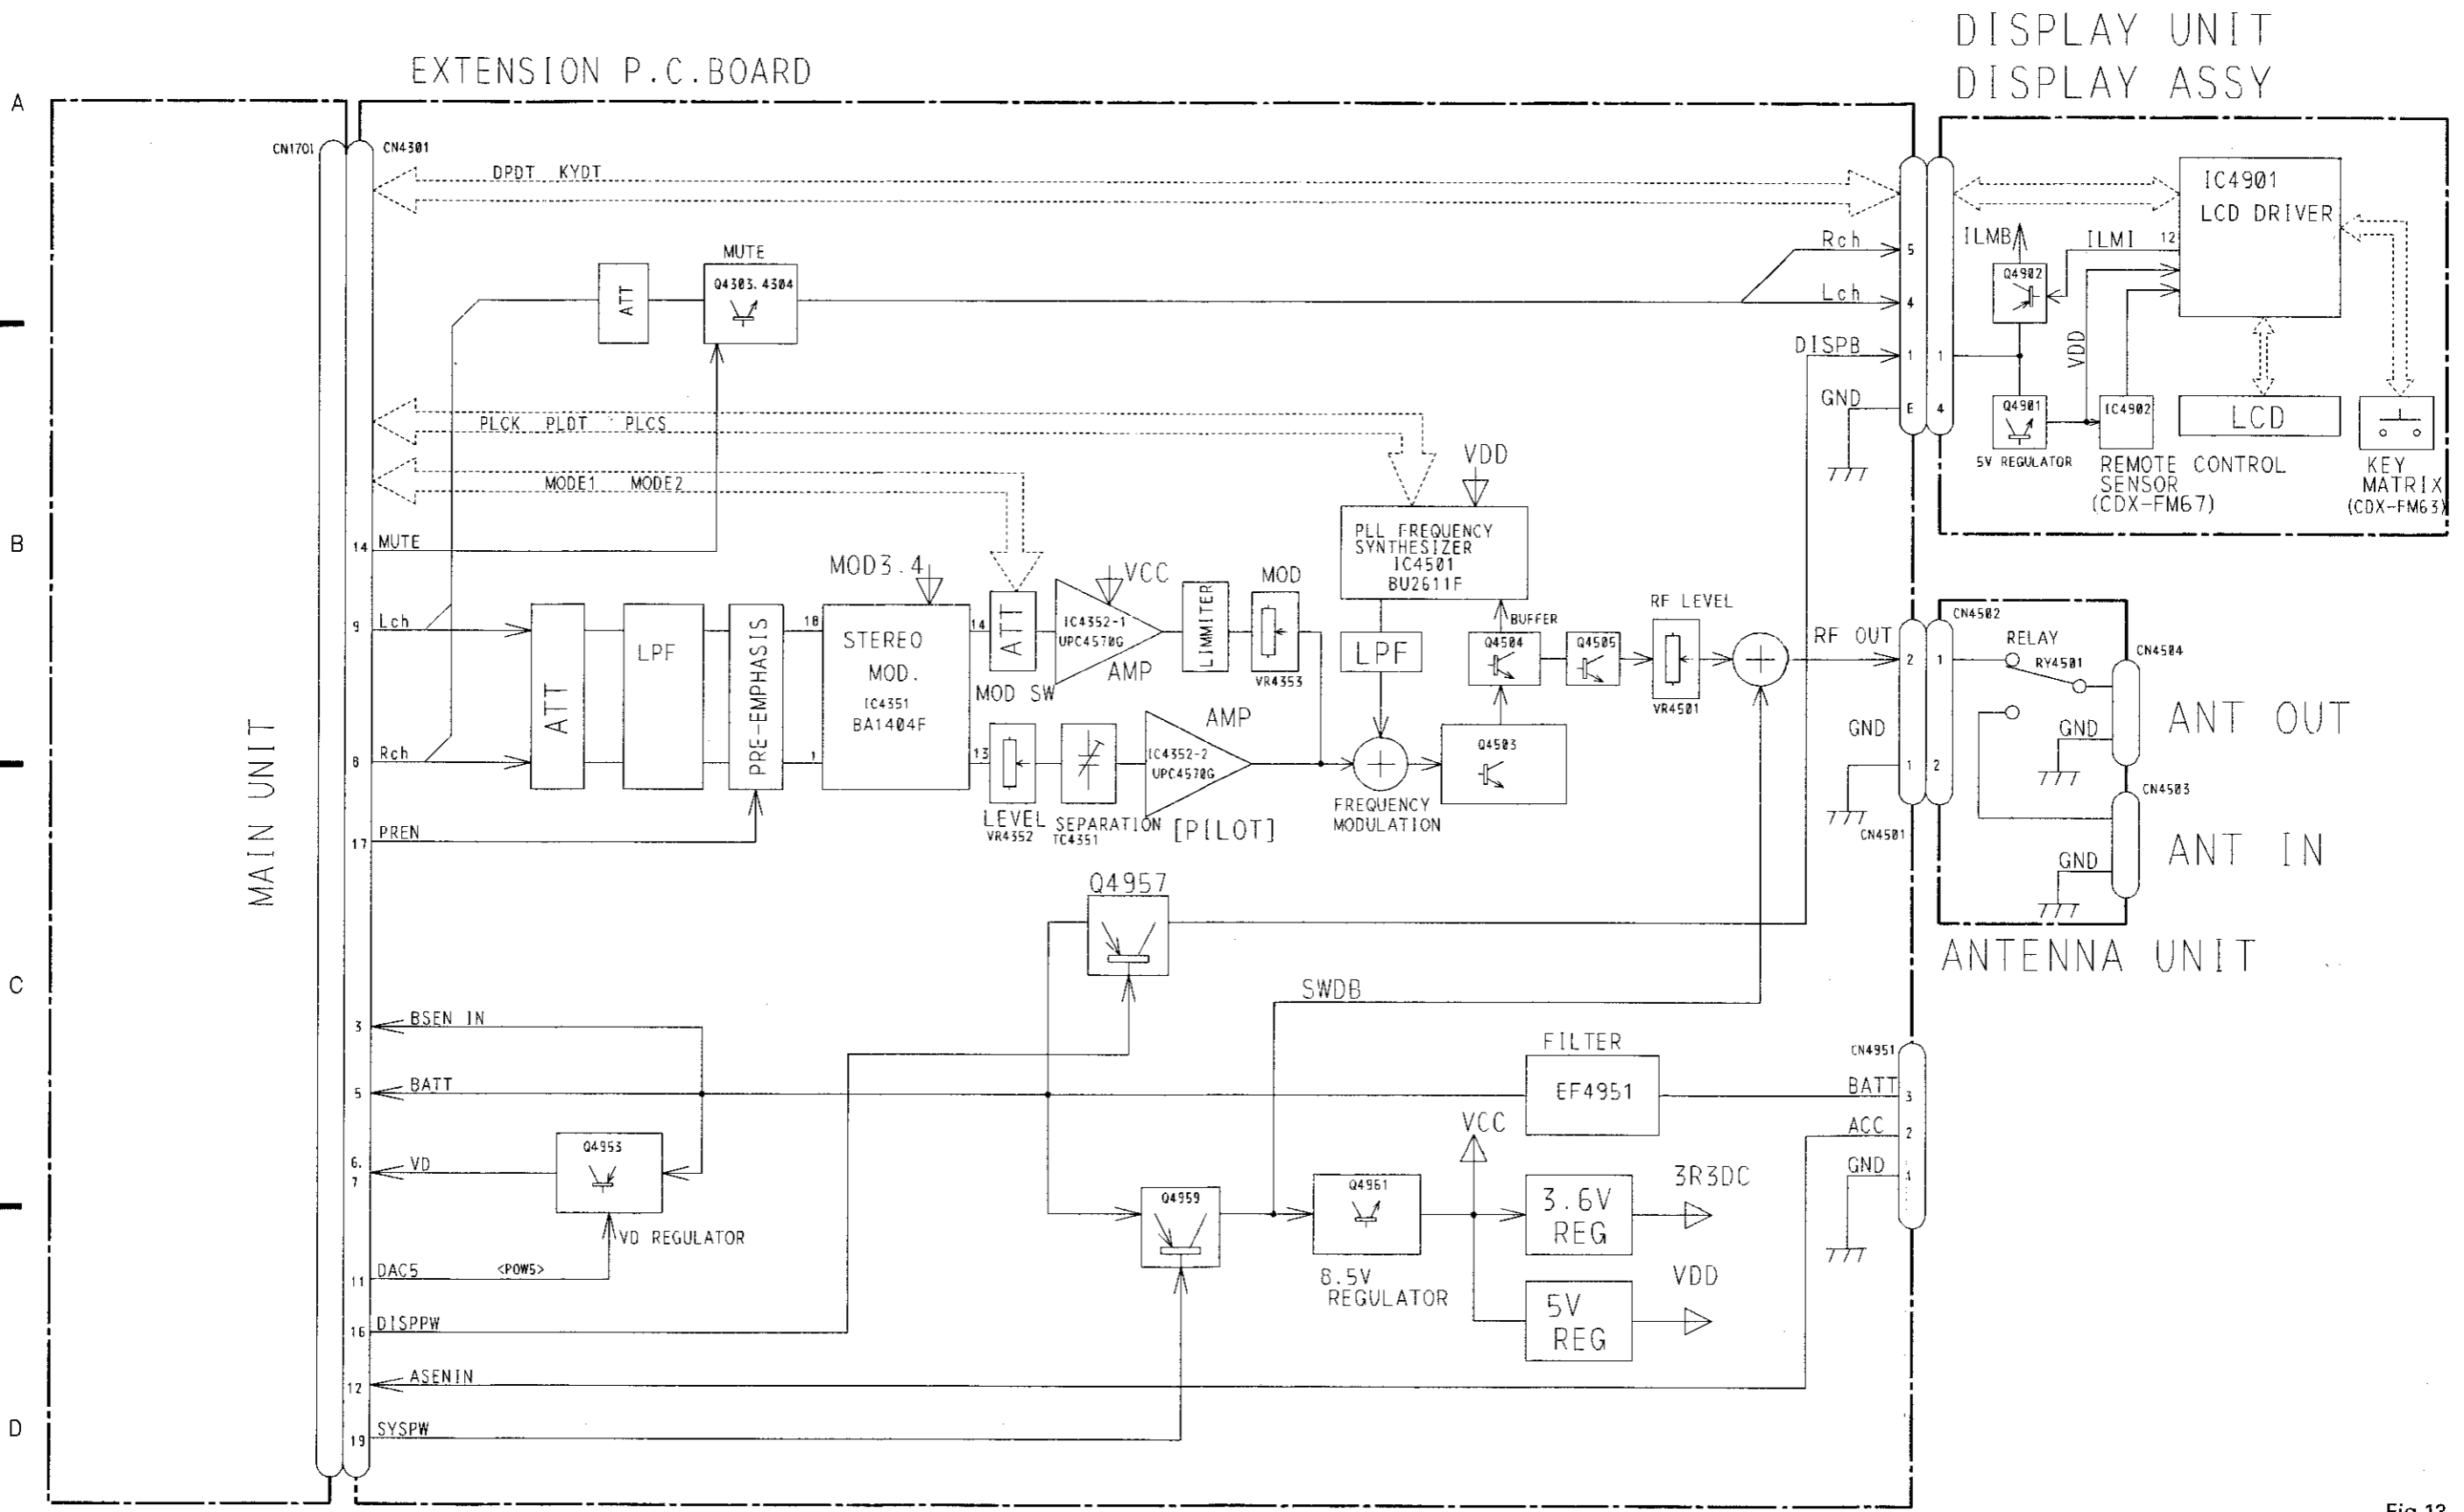 DISPLAY UNIT
DISPLAY ASSY
EXTENSION P.C.BOARD
A
CN1701
CN4301
DPDT KYDT
IC4901
LCD DRIVER
Rch
5
ILMB
ILMI
12
MUTE
Q4303.4304
ATT
Q4902
Lch
4
DISPB
1
1
VDD
GND
E
4
Q4901
IC4902
LCD
5V REGULATOR
REMOTE CONTROL
SENSOR
(CDX-FM67)
KEY
MATRIX
(CDX-FM63)
PLCK PLDT PLCS
MODE1 MODE2
VDD
B
14
MUTE
PLL FREQUENCY
SYNTHESIZER
IC4501
BU2611F
MOD3.4
VCC
MOD
9
Lch
ATT
LPF
PRE-EMPHASIS
18
STEREO
MOD.
IC4351
BA1404F
14
ATT
MOD SW
IC4352-1
UPC4570G
AMP
LIMMITER
VR4353
LPF
BUFFER
Q4504
Q4505
RF LEVEL
VR4501
RF OUT
2
1
CN4502
RELAY
RY4501
CN4504
ANT OUT
GND
8
Rch
1
13
LEVEL
VR4352
SEPARATION
TC4351
IC4352-2
UPC4570G
AMP
[PILOT]
FREQUENCY
MODULATION
Q4503
GND
1
2
CN4501
CN4503
ANT IN
GND
MAIN UNIT
17
PREN
ANTENNA UNIT
Q4957
C
SWDB
3
BSEN IN
FILTER
EF4951
CN4951
5
BATT
BATT
3
ACC
2
GND
1
VCC
6.
7
VD
Q4953
VD REGULATOR
Q4959
Q4961
8.5V
REGULATOR
3.6V
REG
3R3DC
5V
REG
VDD
11
DAC5
<POW5>
16
DISPPW
12
ASENIN
D
19
SYSPW